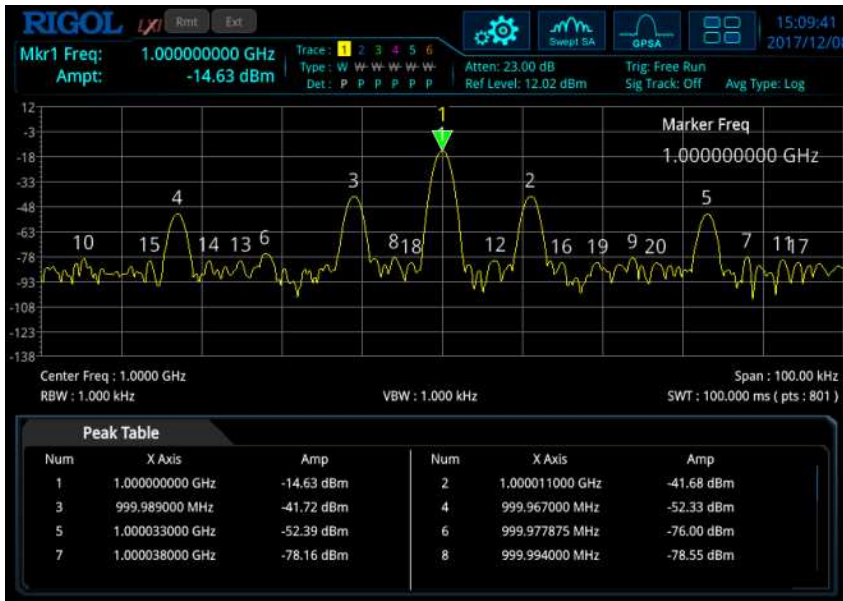 RIGOL LXI Rmt Ext
Swept SA GPSA
15:09:41
2017/12/0
Mkr1 Freq: 1.000000000 GHz
Ampt: -14.63 dBm
Trace: 1 2 3 4 5 6
Type: W W W W W W
Det: P P P P P P
Atten: 23.00 dB
Ref Level: 12.02 dBm
Trig: Free Run
Sig Track: Off Avg Type: Log
12
-3
-18
-33
-48
-63
-78
-93
-108
-123
-138
Marker Freq
1.000000000 GHz
1
1
3 2
4 5
10 15 14 13 6 8 18 12 16 19 9 20 7 11 17
Center Freq : 1.0000 GHz Span : 100.00 kHz
RBW : 1.000 kHz VBW : 1.000 kHz SWT : 100.000 ms ( pts : 801 )
Peak Table
Num X Axis Amp Num X Axis Amp
1 1.000000000 GHz -14.63 dBm 2 1.000011000 GHz -41.68 dBm
3 999.989000 MHz -41.72 dBm 4 999.967000 MHz -52.33 dBm
5 1.000033000 GHz -52.39 dBm 6 999.977875 MHz -76.00 dBm
7 1.000038000 GHz -78.16 dBm 8 999.994000 MHz -78.55 dBm